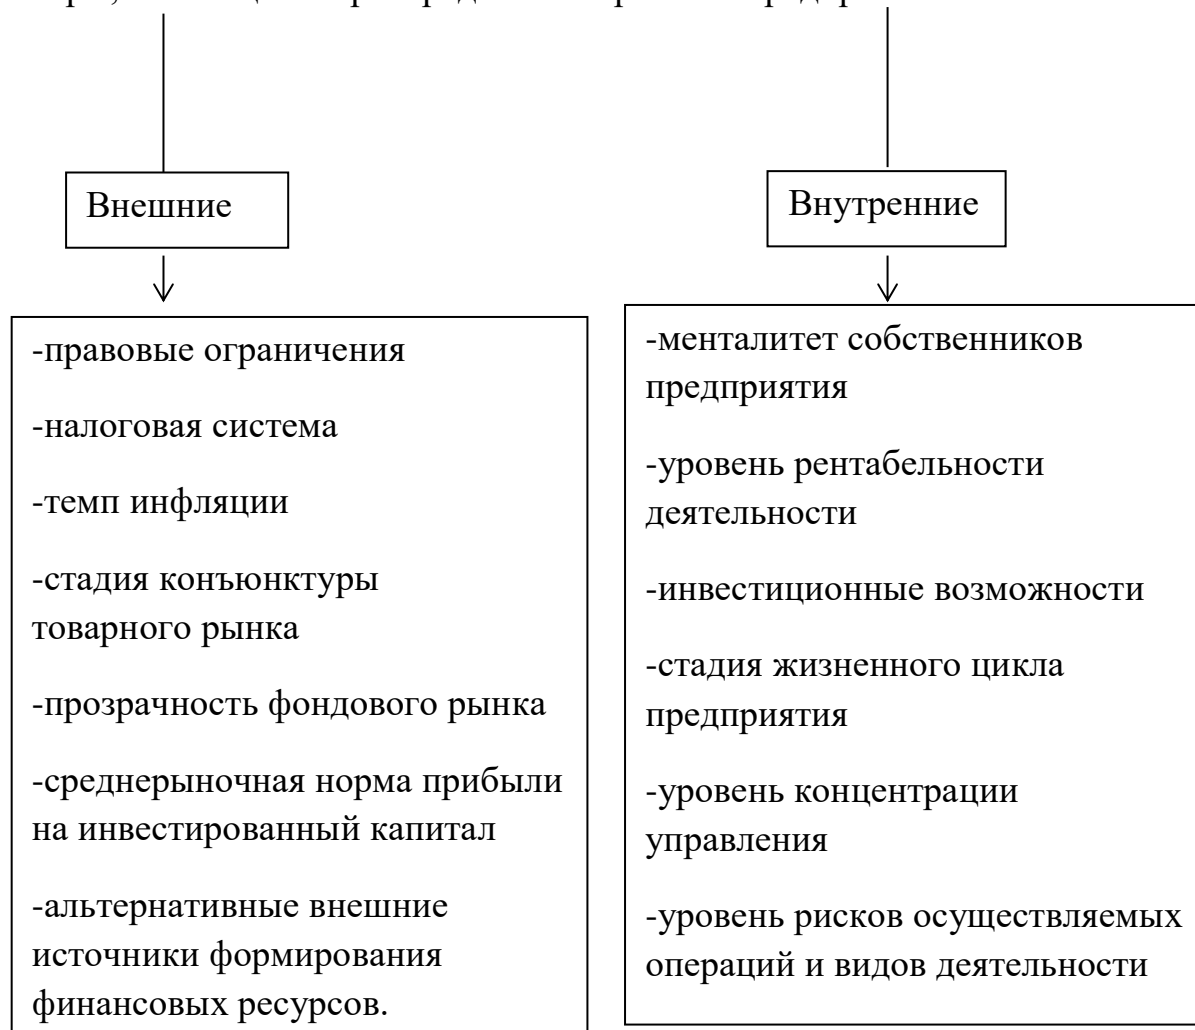 Внешние
Внутренние
-правовые ограничения
-налоговая система
-темп инфляции
-стадия конъюнктуры
товарного рынка
-прозрачность фондового рынка
-среднерыночная норма прибыли
на инвестированный капитал
-альтернативные внешние
источники формирования
финансовых ресурсов.
-менталитет собственников
предприятия
-уровень рентабельности
деятельности
-инвестиционные возможности
-стадия жизненного цикла
предприятия
-уровень концентрации
управления
-уровень рисков осуществляемых
операций и видов деятельности